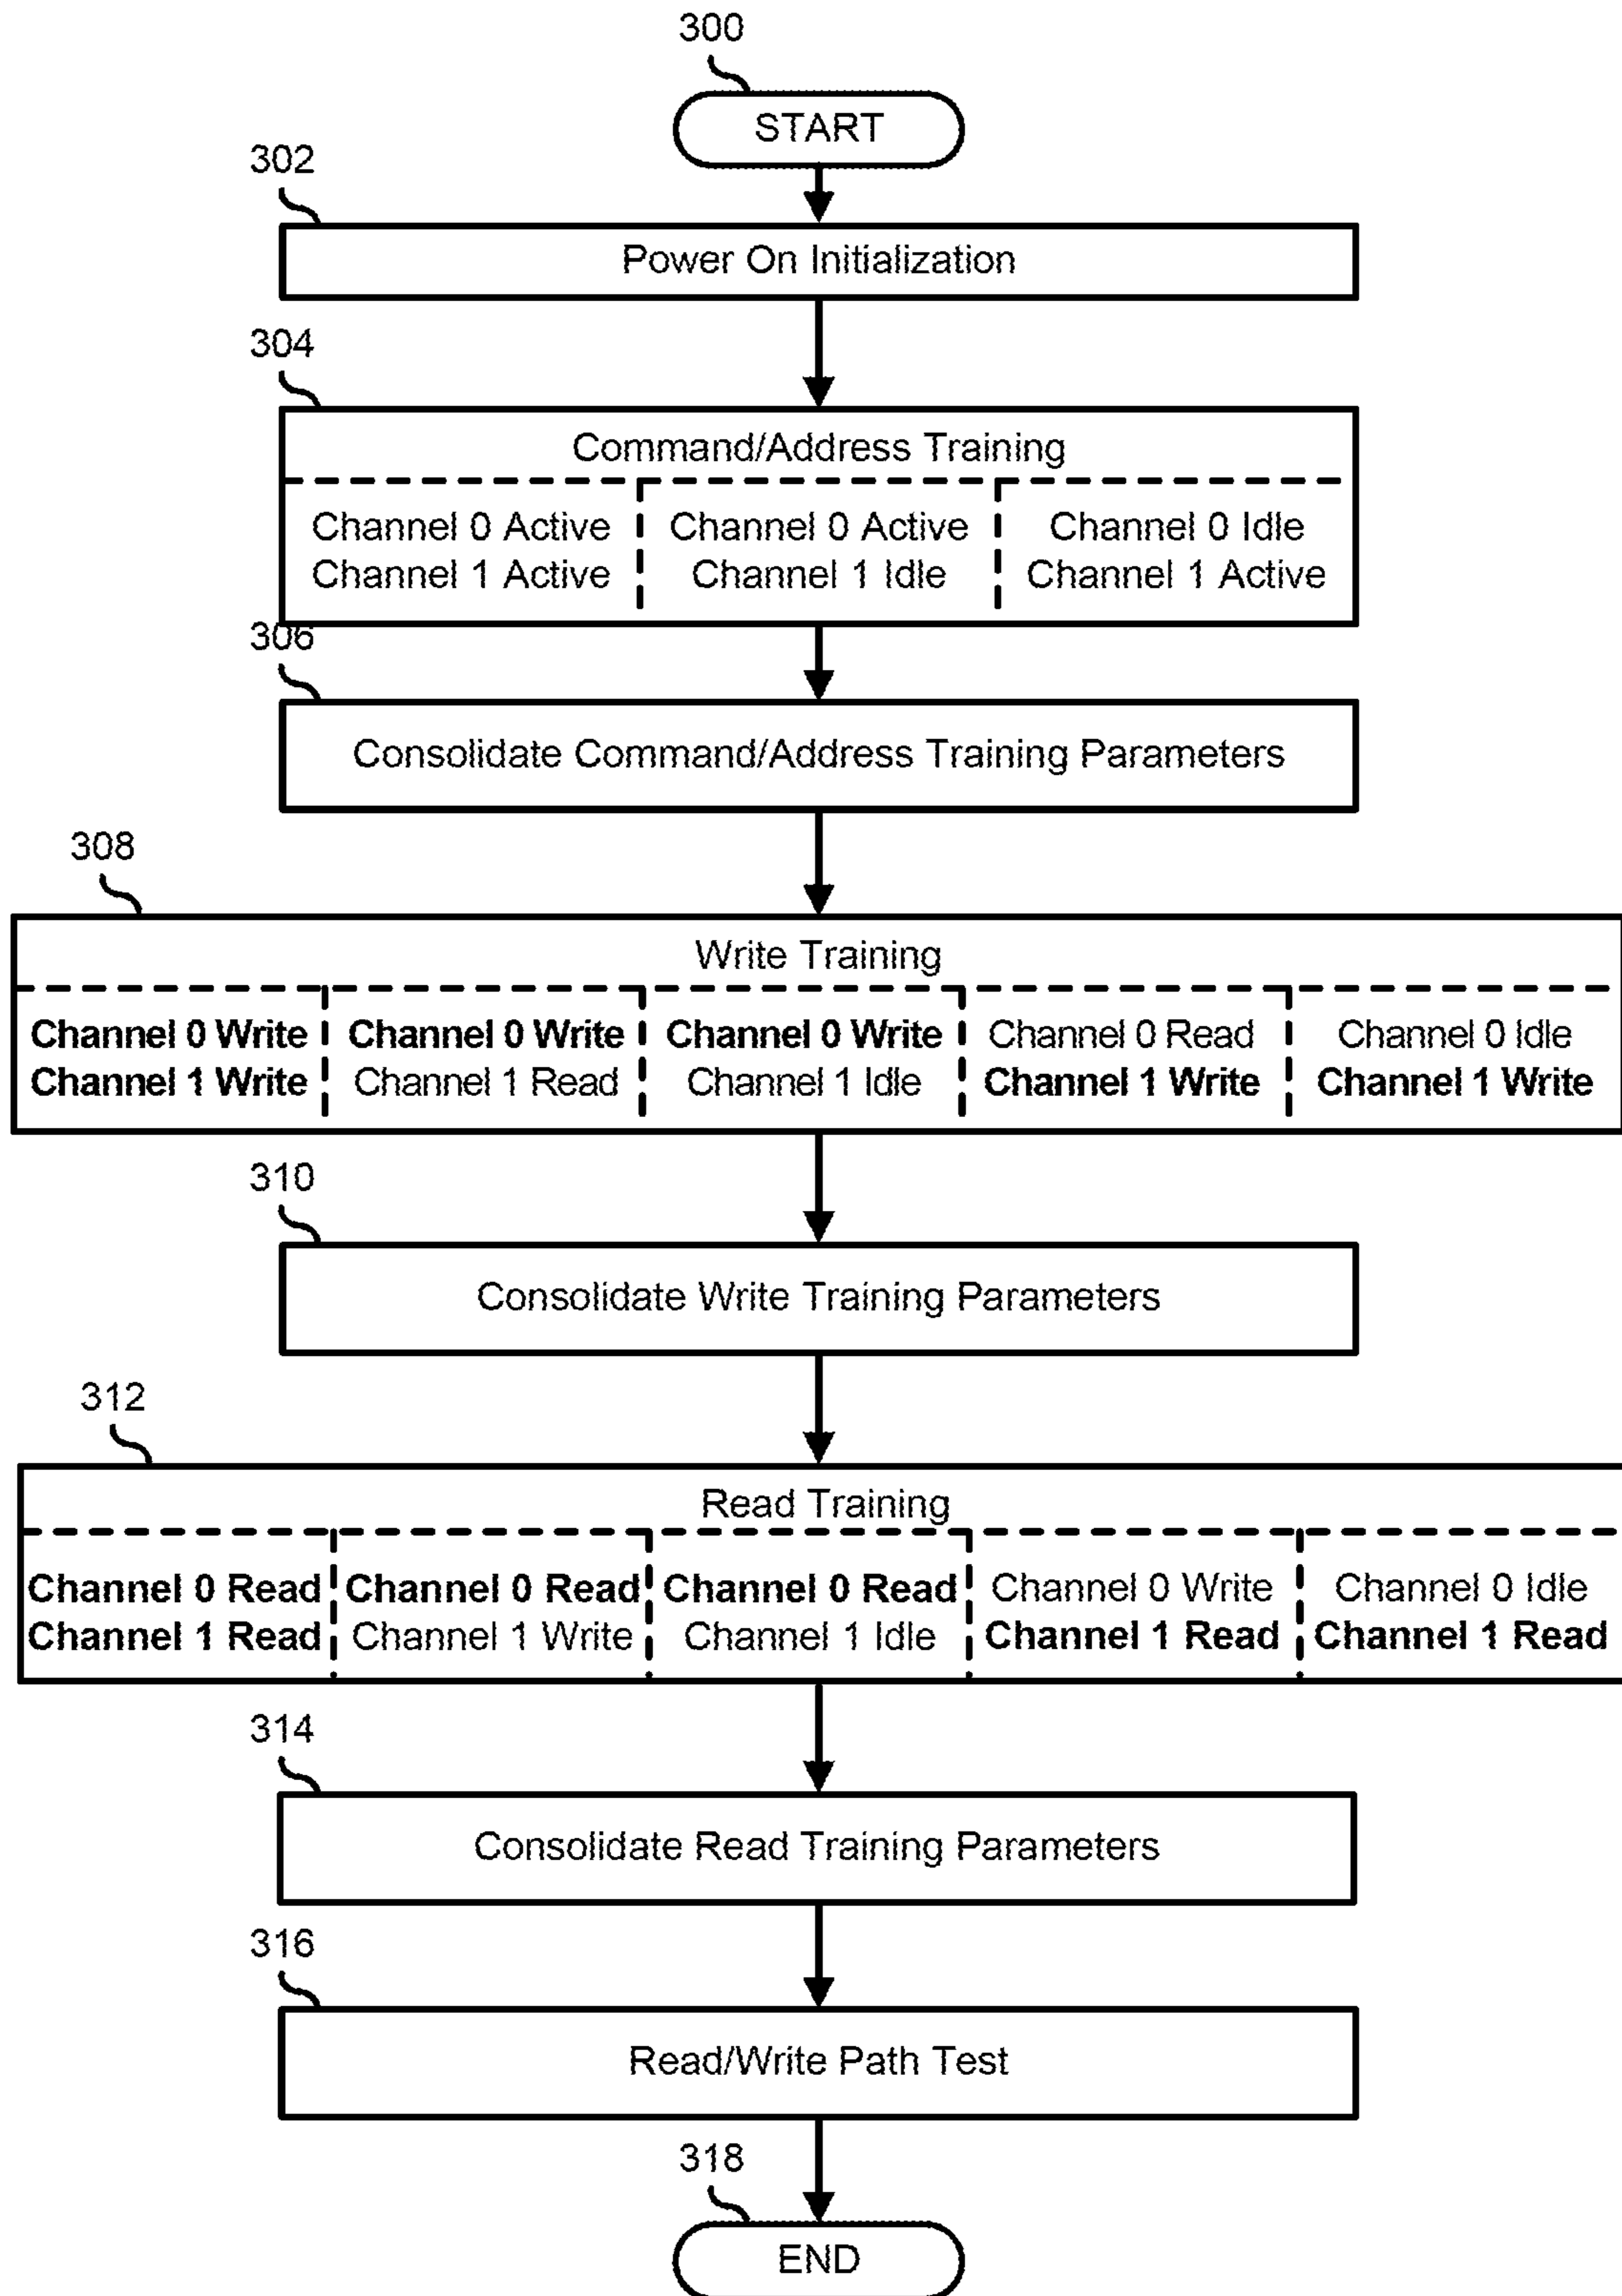 300
START
302
Power On Initialization
304
Command/Address Training
Channel 0 Active Channel 0 Active Channel 0 Idle
Channel 1 Active Channel 1 Idle Channel 1 Active
306
Consolidate Command/Address Training Parameters
308
Write Training
Channel 0 Write Channel 0 Write Channel 0 Write Channel 0 Read Channel 0 Idle
Channel 1 Write Channel 1 Read Channel 1 Idle Channel 1 Write Channel 1 Write
310
Consolidate Write Training Parameters
312
Read Training
Channel 0 Read Channel 0 Read Channel 0 Read Channel 0 Write Channel 0 Idle
Channel 1 Read Channel 1 Write Channel 1 Idle Channel 1 Read Channel 1 Read
314
Consolidate Read Training Parameters
316
Read/Write Path Test
318
END